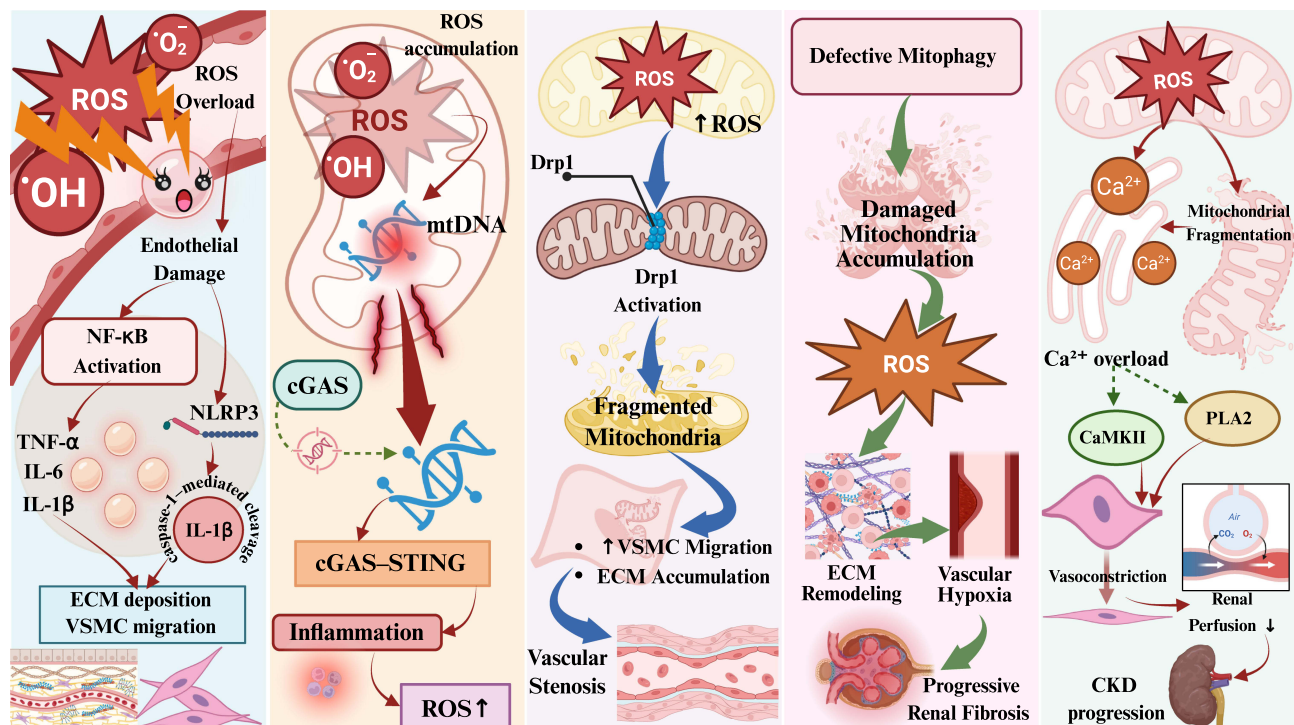 •O₂⁻
ROS
ROS
Overload
•OH
Endothelial
Damage
NF-κB
Activation
NLRP3
TNF-α
IL-6
IL-1β
caspase-1–mediated cleavage
IL-1β
ECM deposition
VSMC migration
ROS
accumulation
•O₂⁻
ROS
•OH
mtDNA
cGAS
cGAS–STING
Inflammation
ROS↑
ROS
↑ROS
Drp1
Drp1
Activation
Fragmented
Mitochondria
• ↑VSMC Migration
• ECM Accumulation
Vascular
Stenosis
Defective Mitophagy
Damaged
Mitochondria
Accumulation
ROS
ECM
Remodeling
Vascular
Hypoxia
Progressive
Renal Fibrosis
ROS
Ca²⁺
Mitochondrial
Fragmentation
Ca²⁺
Ca²⁺
Ca²⁺ overload
CaMKII
PLA2
Air
CO₂ O₂
Vasoconstriction
Renal
Perfusion ↓
CKD
progression